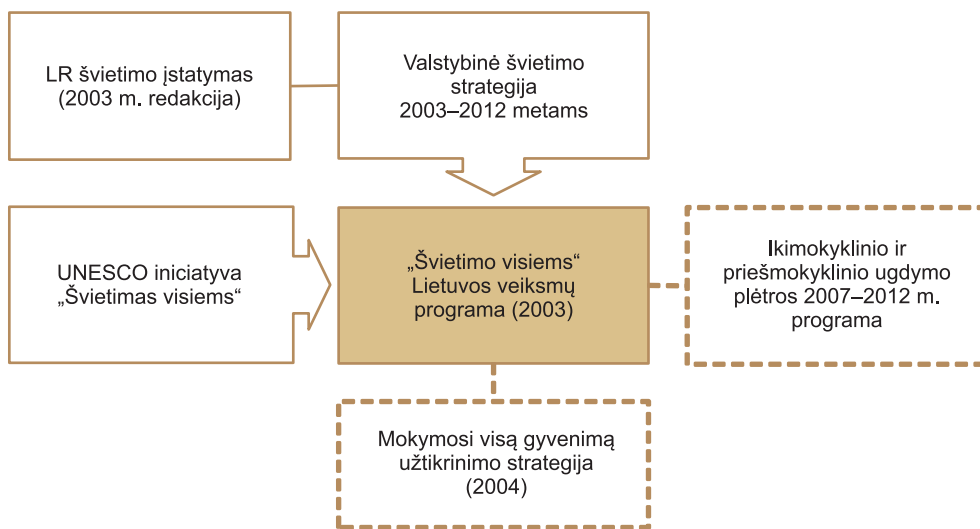 LR švietimo įstatymas
(2003 m. redakcija)
Valstybinė švietimo
strategija
2003–2012 metams
UNESCO iniciatyva
„Švietimas visiems“
„Švietimo visiems“
Lietuvos veiksmų
programa (2003)
Ikimokyklinio ir
priešmokyklinio ugdymo
plėtros 2007–2012 m.
programa
Mokymosi visą gyvenimą
užtikrinimo strategija
(2004)